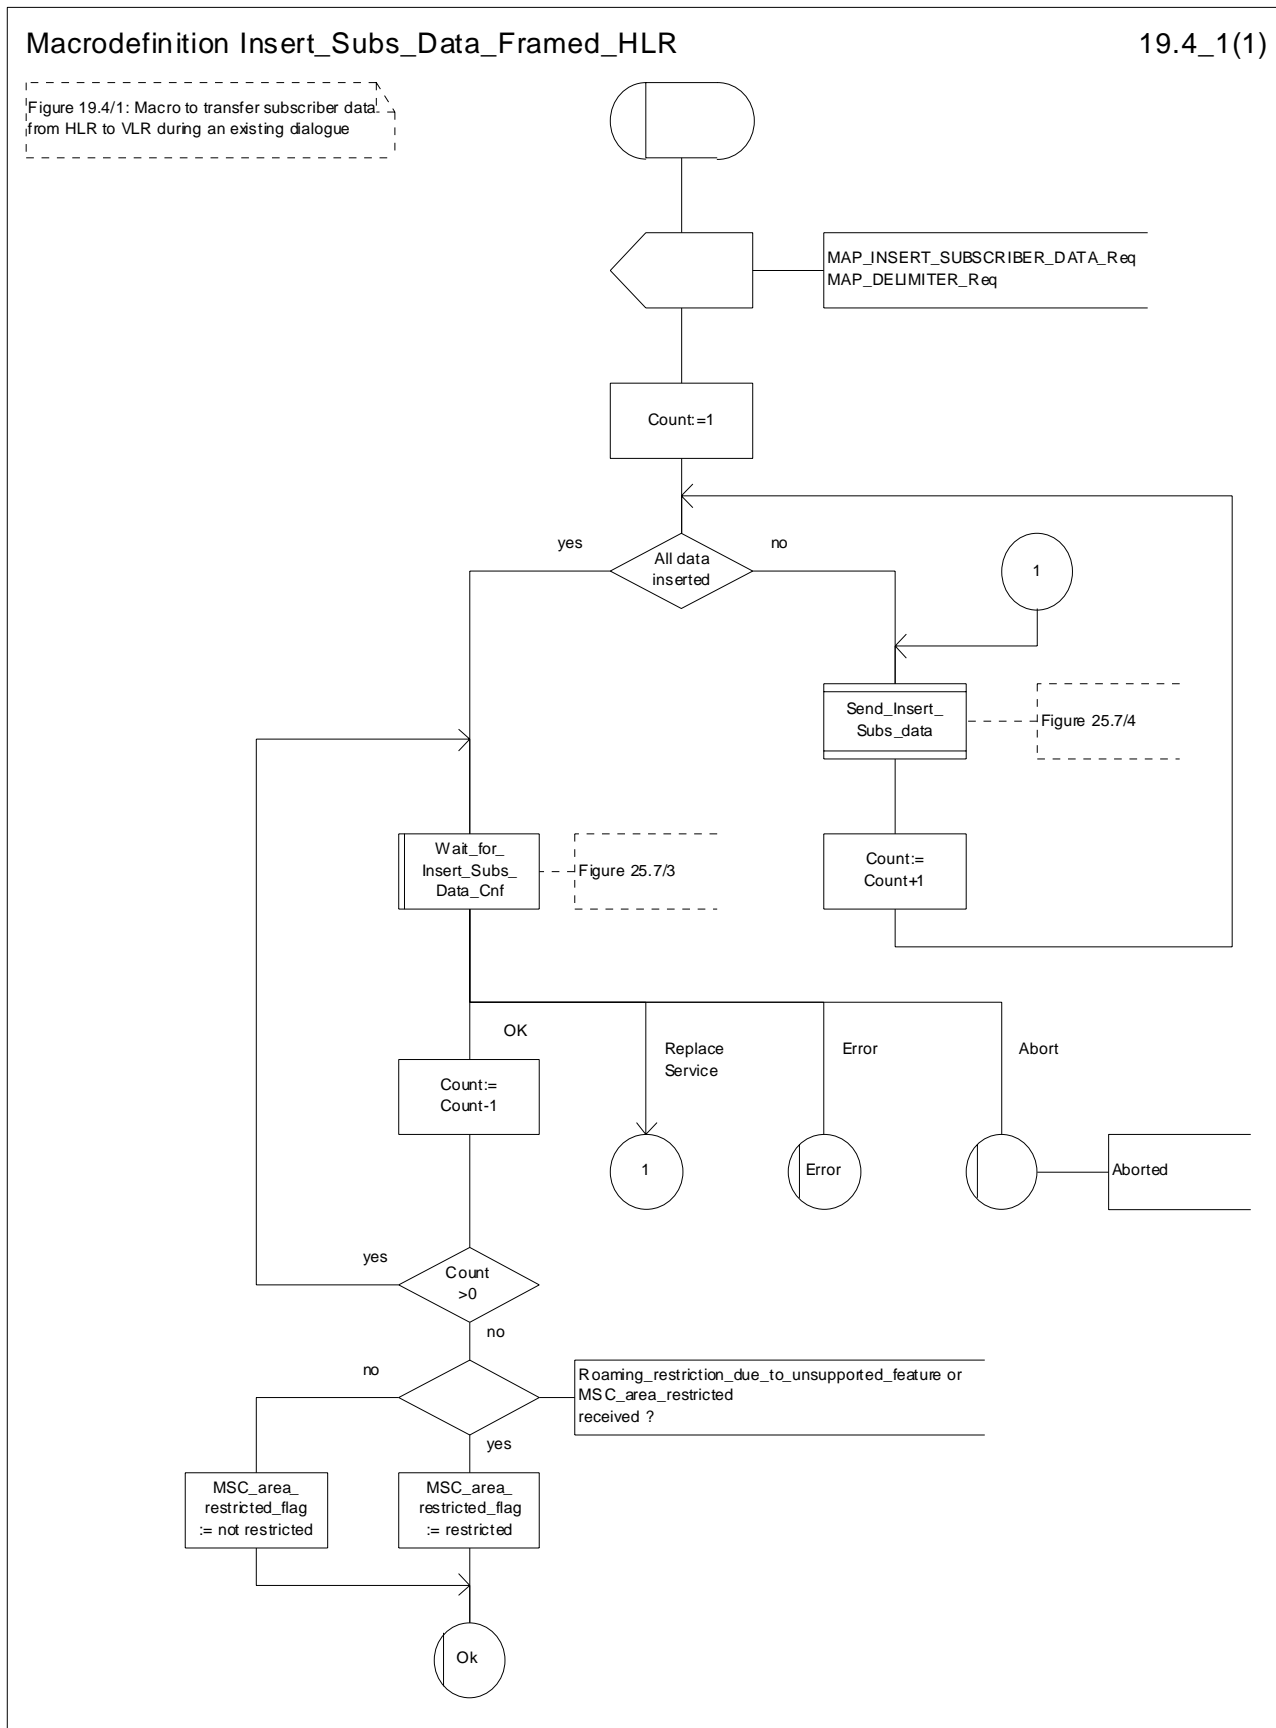 Macrodefinition Insert_Subs_Data_Framed_HLR
19.4_1(1)
Figure 19.4/1: Macro to transfer subscriber data
from HLR to VLR during an existing dialogue
MAP_INSERT_SUBSCRIBER_DATA_Req
MAP_DELIMITER_Req
Count:=1
yes
All data
inserted
no
1
Send_Insert_
Subs_data
Figure 25.7/4
Wait_for_
Insert_Subs_
Data_Cnf
Figure 25.7/3
Count:=
Count+1
OK
Replace
Service
Error
Abort
Count:=
Count-1
1
Error
Aborted
yes
Count
>0
no
no
Roaming_restriction_due_to_unsupported_feature or
MSC_area_restricted
received ?
yes
MSC_area_
restricted_flag
:= not restricted
MSC_area_
restricted_flag
:= restricted
Ok